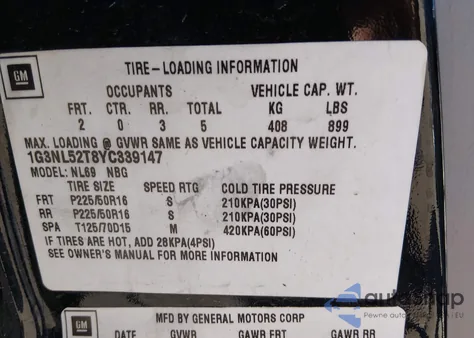 GM
TIRE-LOADING INFORMATION
OCCUPANTS VEHICLE CAP. WT.
FRT. CTR. RR. TOTAL KG LBS
2 0 3 5 408 899
MAX. LOADING @ GVWR SAME AS VEHICLE CAPACITY WEIGHT.
1G3NL52T8YC339147
MODEL: NL69 NBG
TIRE SIZE SPEED RTG COLD TIRE PRESSURE
FRT P225/50R16 S 210KPA(30PSI)
RR P225/50R16 S 210KPA(30PSI)
SPA T125/70D15 M 420KPA(60PSI)
IF TIRES ARE HOT, ADD 28KPA(4PSI)
SEE OWNER'S MANUAL FOR MORE INFORMATION
autosnap
Pewne auto
EU
GM
MFD BY GENERAL MOTORS CORP
DATE GVWR GAWR FRT GAWR RR